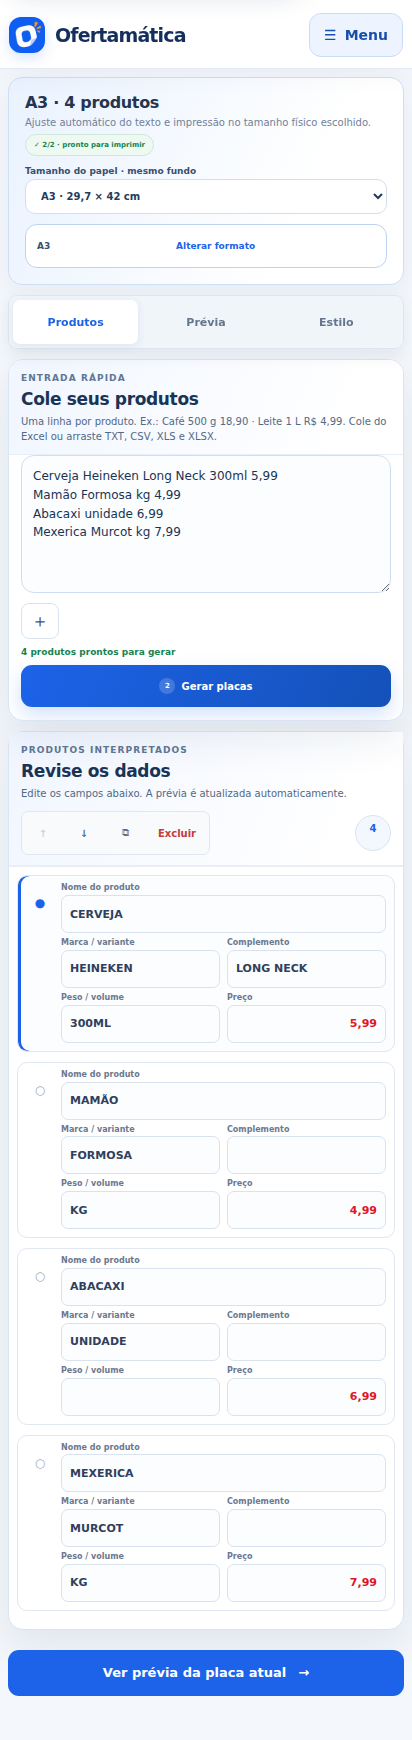 Ofertamática
☰ Menu
A3 · 4 produtos
Ajuste automático do texto e impressão no tamanho físico escolhido.
✓ 2/2 · pronto para imprimir
Tamanho do papel · mesmo fundo
A3 · 29,7 × 42 cm
A3 Alterar formato
Produtos Prévia Estilo
ENTRADA RÁPIDA
Cole seus produtos
Uma linha por produto. Ex.: Café 500 g 18,90 · Leite 1 L R$ 4,99. Cole do
Excel ou arraste TXT, CSV, XLS e XLSX.
Cerveja Heineken Long Neck 300ml 5,99
Mamão Formosa kg 4,99
Abacaxi unidade 6,99
Mexerica Murcot kg 7,99
+
4 produtos prontos para gerar
2 Gerar placas
PRODUTOS INTERPRETADOS
Revise os dados
Edite os campos abaixo. A prévia é atualizada automaticamente.
↑ ↓ ⧉ Excluir 4
Nome do produto
CERVEJA
Marca / variante Complemento
HEINEKEN LONG NECK
Peso / volume Preço
300ML 5,99
Nome do produto
MAMÃO
Marca / variante Complemento
FORMOSA
Peso / volume Preço
KG 4,99
Nome do produto
ABACAXI
Marca / variante Complemento
UNIDADE
Peso / volume Preço
6,99
Nome do produto
MEXERICA
Marca / variante Complemento
MURCOT
Peso / volume Preço
KG 7,99
Ver prévia da placa atual →